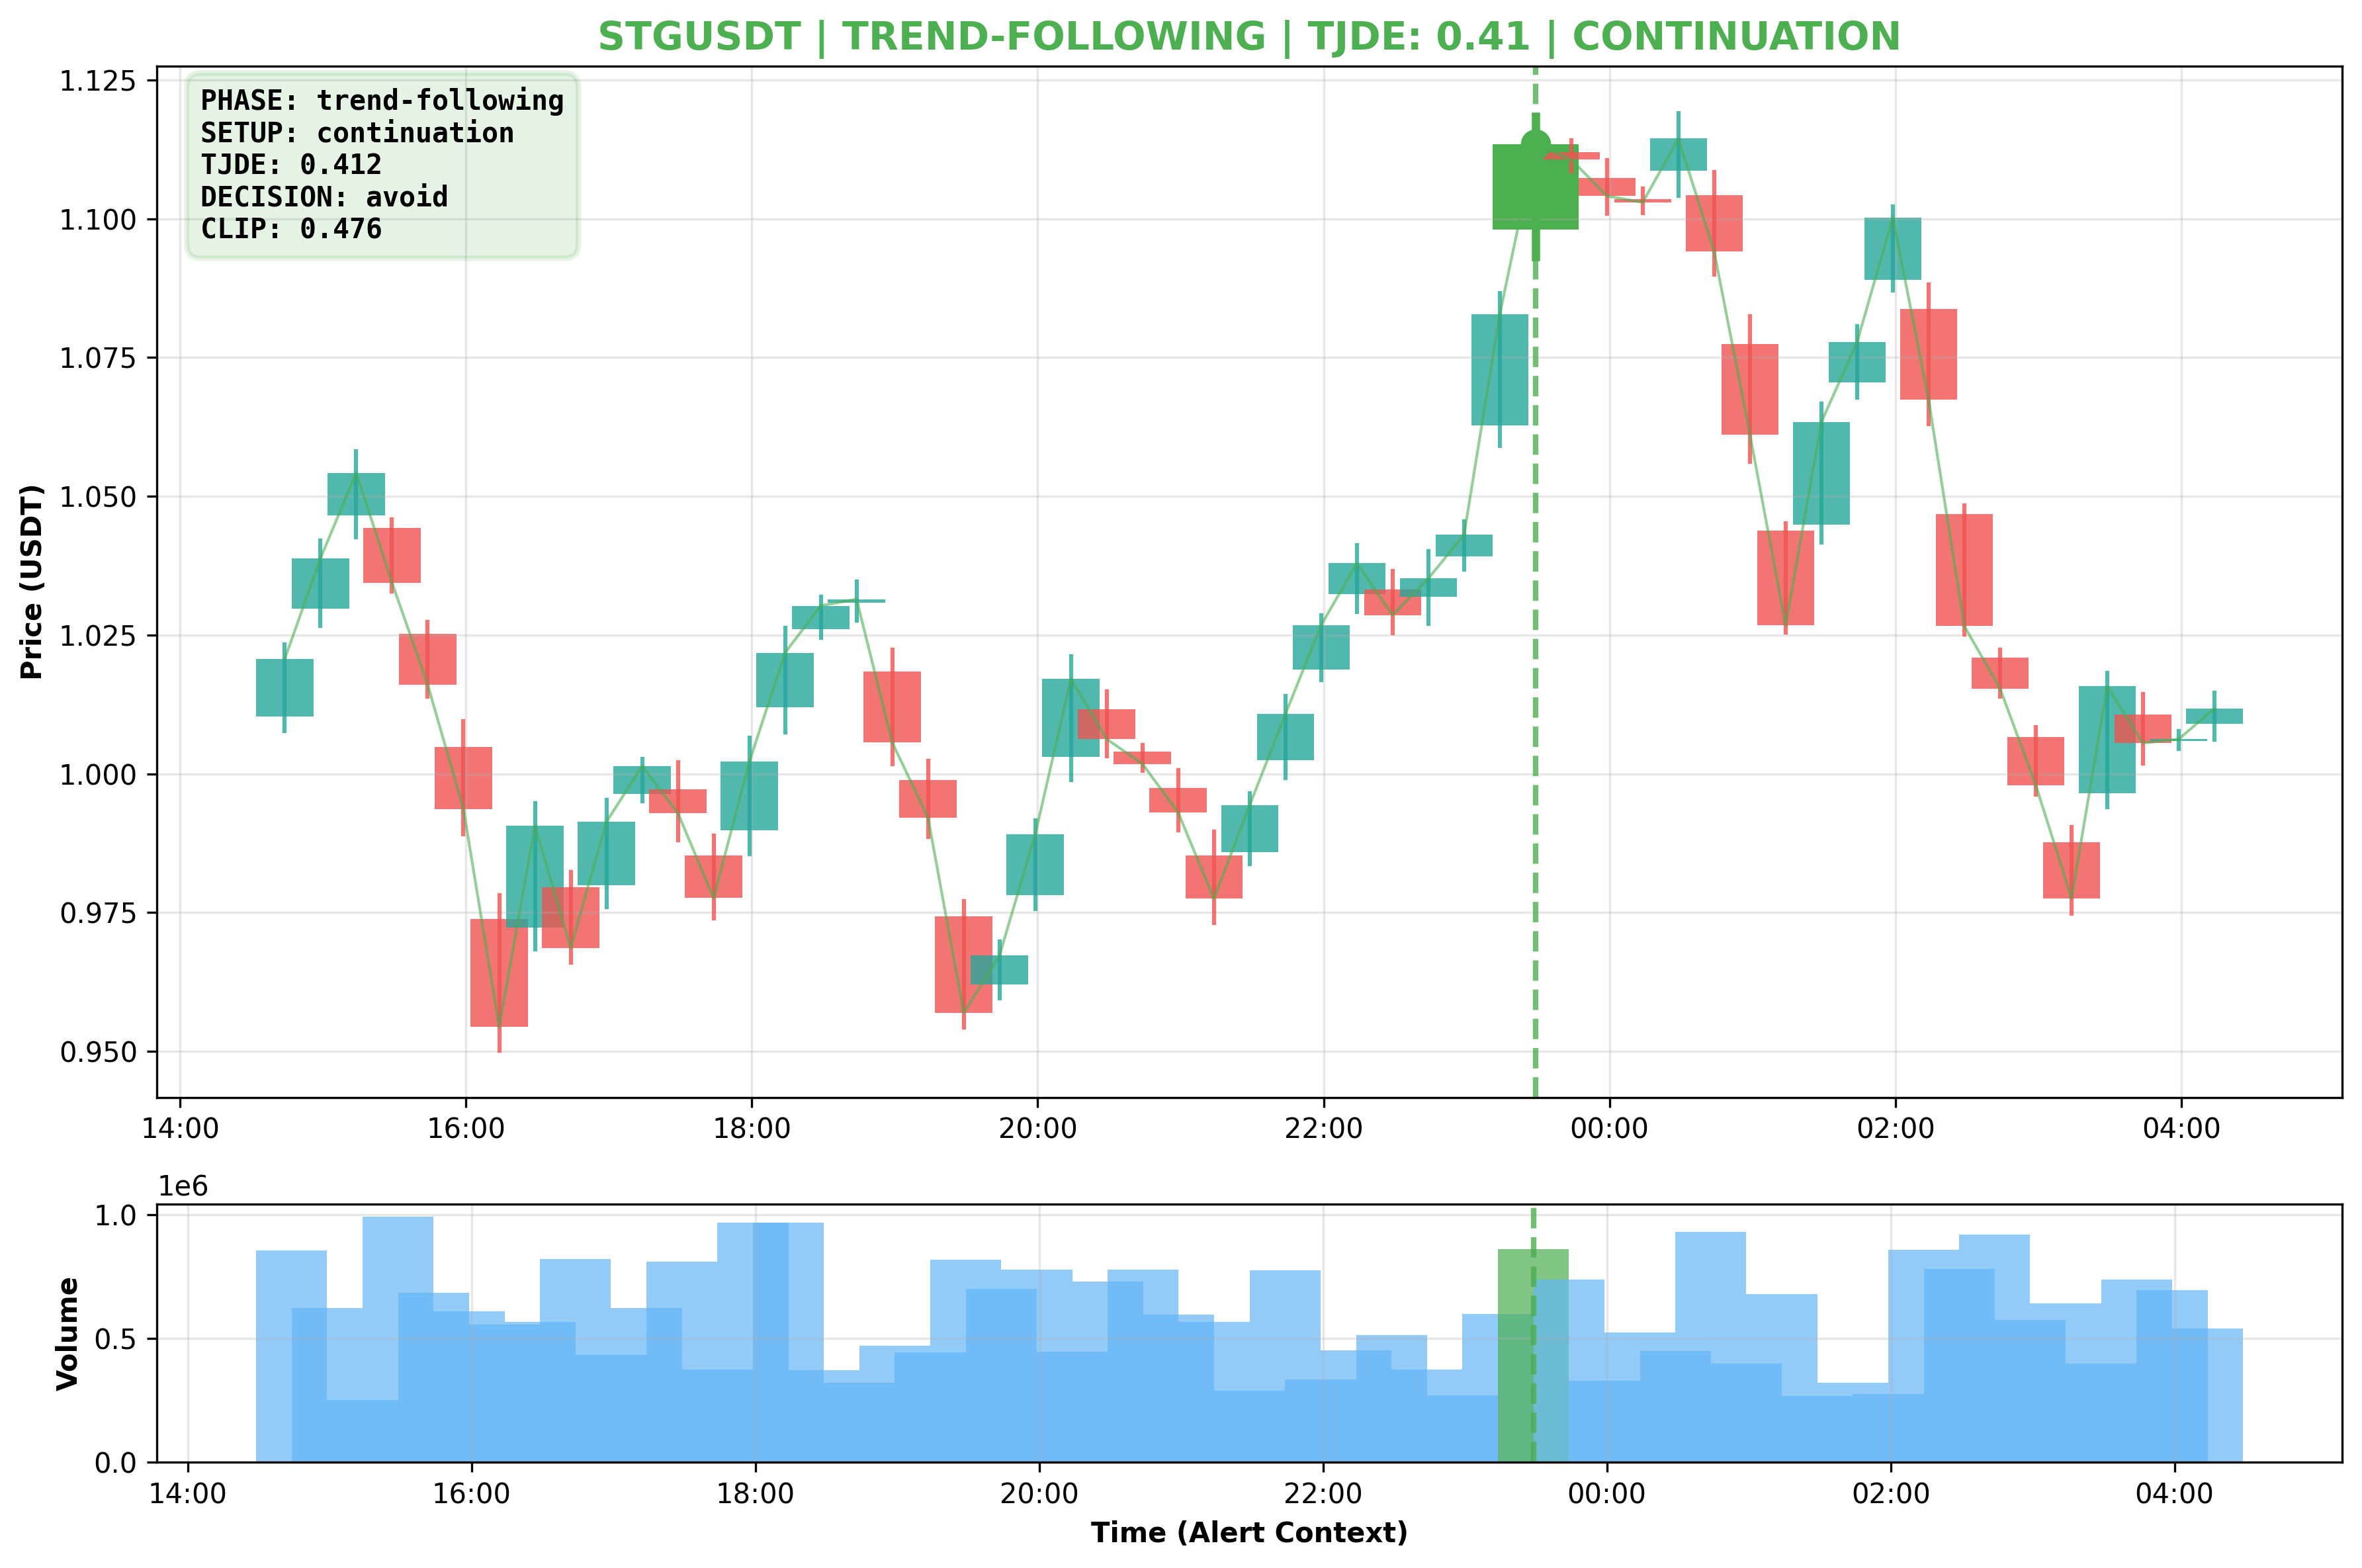 STGUSDT | TREND-FOLLOWING | TJDE: 0.41 | CONTINUATION
PHASE: trend-following
SETUP: continuation
TJDE: 0.412
DECISION: avoid
CLIP: 0.476
Price (USDT)
1.125
1.100
1.075
1.050
1.025
1.000
0.975
0.950
14:00 16:00 18:00 20:00 22:00 00:00 02:00 04:00
1e6
Volume
1.0
0.5
0.0
14:00 16:00 18:00 20:00 22:00 00:00 02:00 04:00
Time (Alert Context)